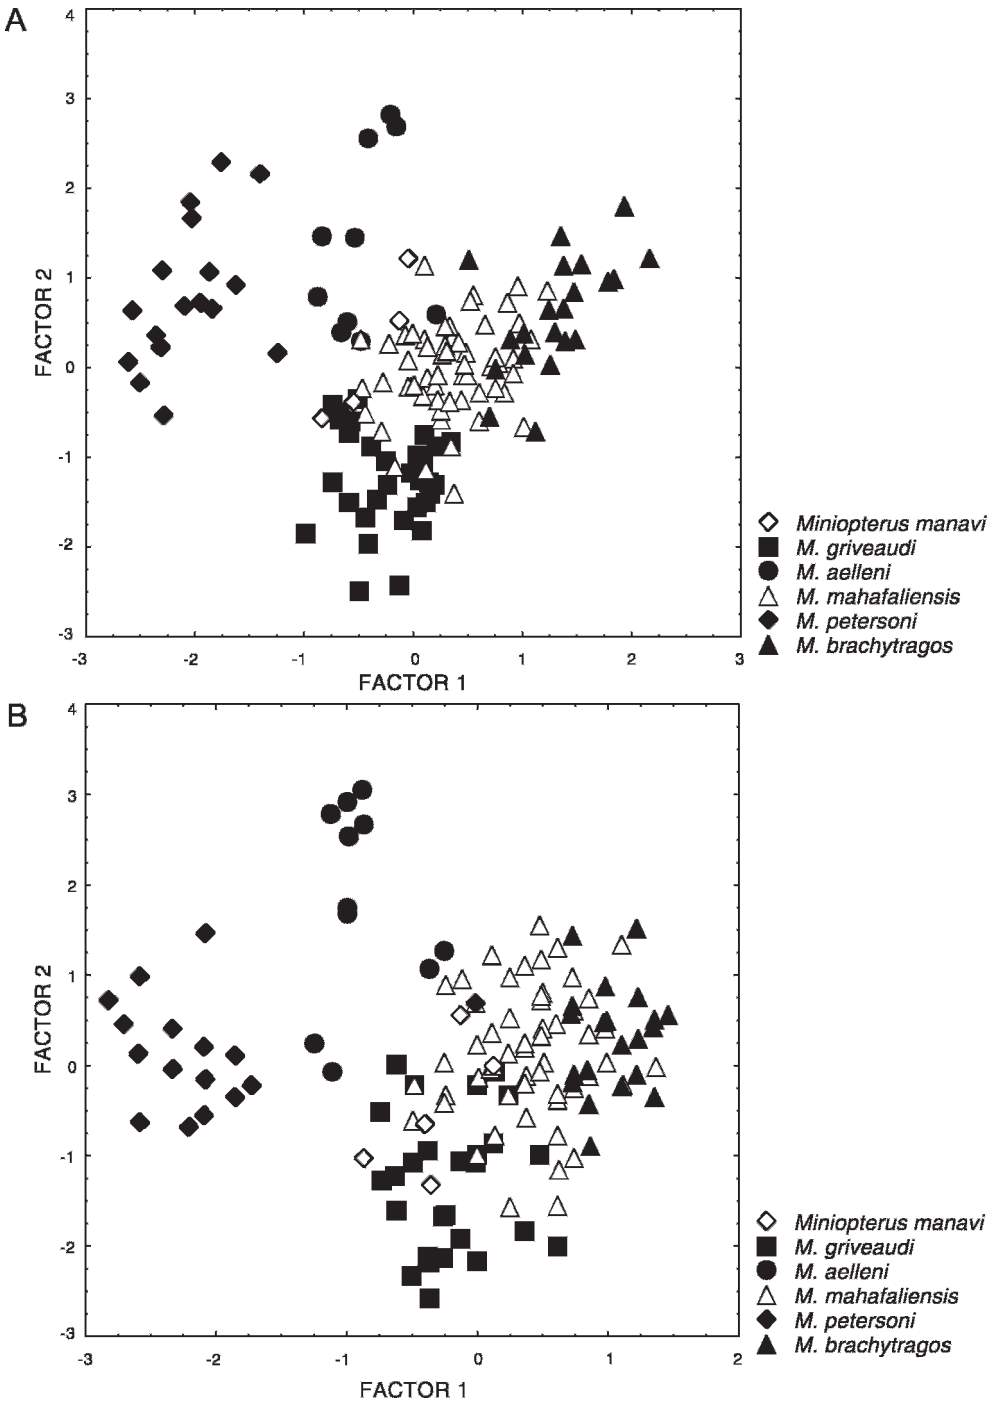 A
4
3
2
1
0
-1
-2
-3
FACTOR 2
-3
-2
-1
0
1
2
3
FACTOR 1
Miniopterus manavi
M. griveaudi
M. aelleni
M. mahafaliensis
M. petersoni
M. brachytragos
B
4
3
2
1
0
-1
-2
-3
FACTOR 2
-3
-2
-1
0
1
2
FACTOR 1
Miniopterus manavi
M. griveaudi
M. aelleni
M. mahafaliensis
M. petersoni
M. brachytragos